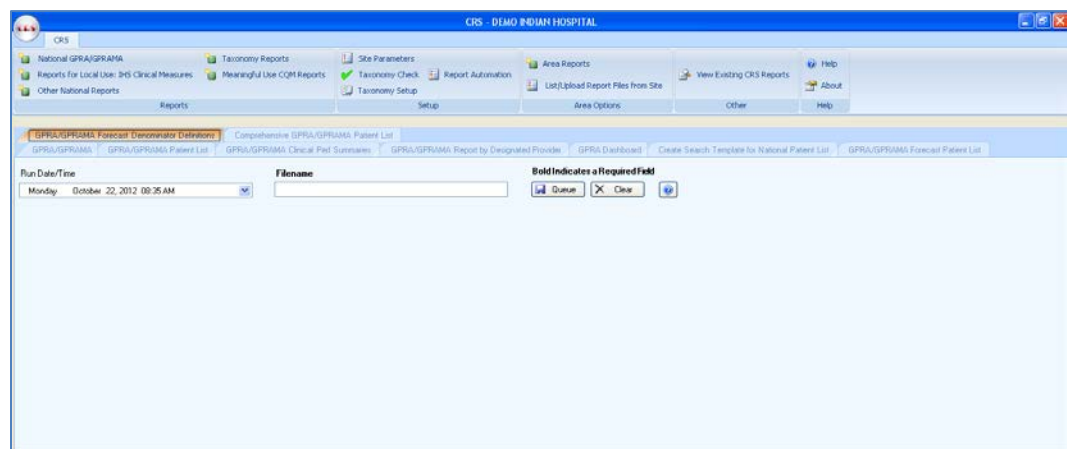 CRS - DEMO INDIAN HOSPITAL
CRS
National GPRA/GPRAMA
Taxonomy Reports
Site Parameters
Area Reports
Help
Reports for Local Use: IHS Clinical Measures
Meaningful Use CQM Reports
Taxonomy Check
Report Automation
View Existing CRS Reports
Other National Reports
Taxonomy Setup
List/Upload Report Files from Site
About
Reports
Setup
Area Options
Other
Help
GPRA/GPRAMA Forecast Denominator Definitions
Comprehensive GPRA/GPRAMA Patient List
GPRA/GPRAMA
GPRA/GPRAMA Patient List
GPRA/GPRAMA Clinical Ped Summaries
GPRA/GPRAMA Report by Designated Provider
GPRA Dashboard
Create Search Template for National Patient List
GPRA/GPRAMA Forecast Patient List
Run Date/Time
Filename
Bold Indicates a Required Field
Monday October 22, 2012 08:35 AM
Queue
Clear